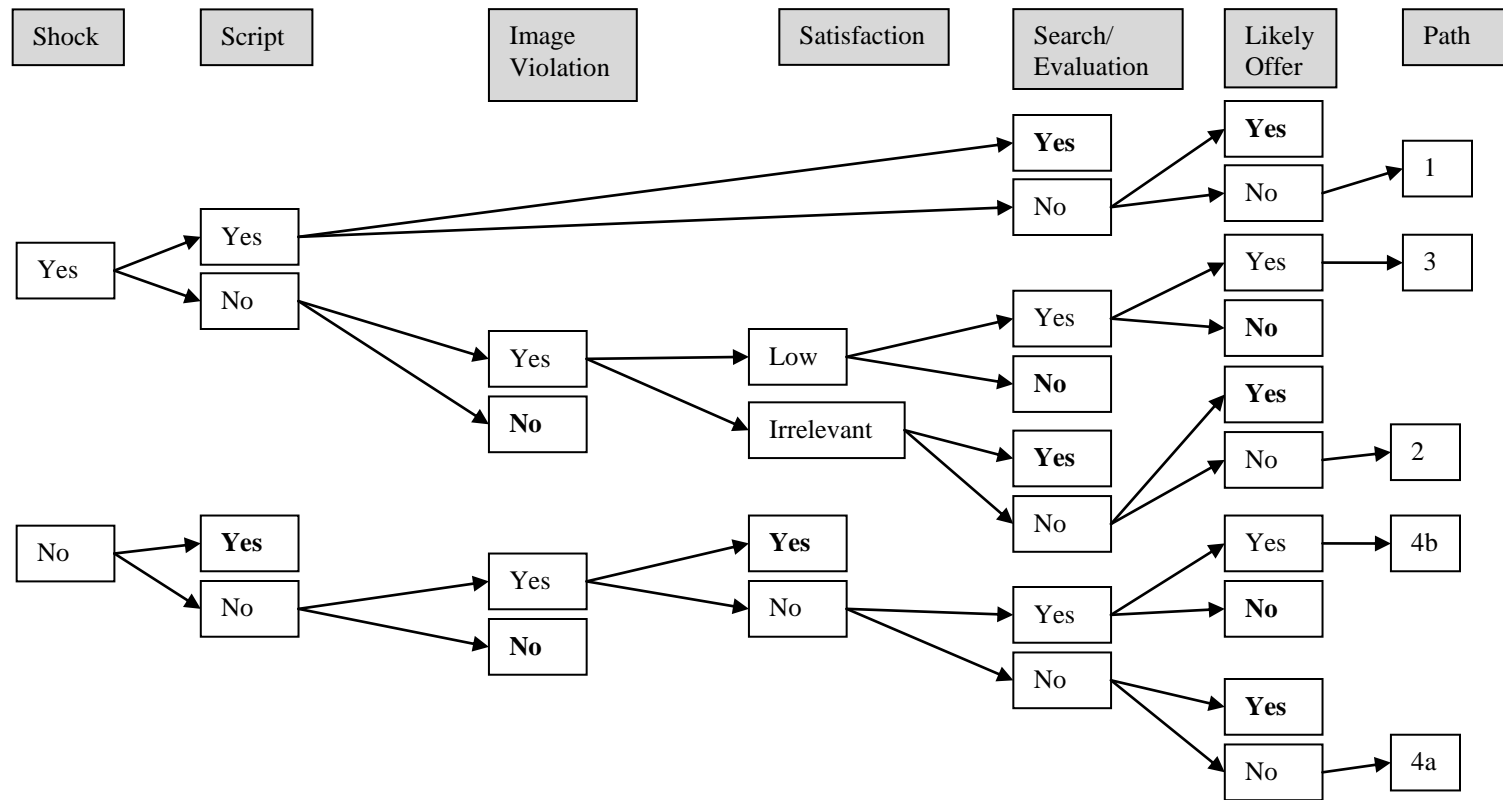 Shock
Script
Image
Violation
Satisfaction
Search/
Evaluation
Likely
Offer
Path
Yes
Yes
Yes
No
No
1
Yes
No
Yes
3
Yes
No
Yes
Low
No
No
Irrelevant
Yes
Yes
No
2
No
No
Yes
Yes
Yes
4b
No
Yes
No
Yes
No
No
No
Yes
No
4a